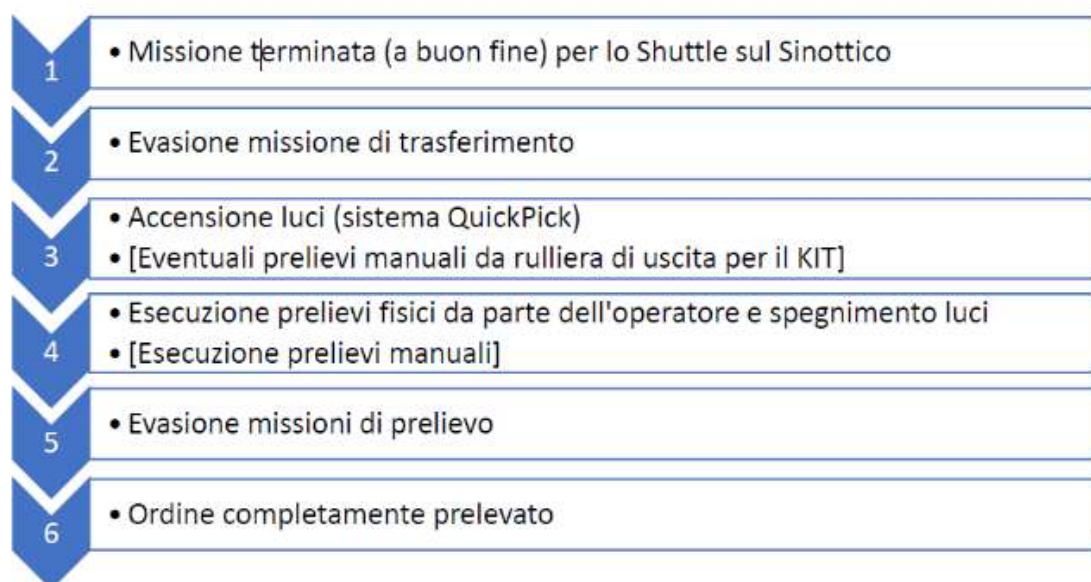 1
• Missione terminata (a buon fine) per lo Shuttle sul Sinottico
2
• Evasione missione di trasferimento
3
• Accensione luci (sistema QuickPick)
• [Eventuali prelievi manuali da rulliera di uscita per il KIT]
4
• Esecuzione prelievi fisici da parte dell'operatore e spegnimento luci
• [Esecuzione prelievi manuali]
5
• Evasione missioni di prelievo
6
• Ordine completamente prelevato